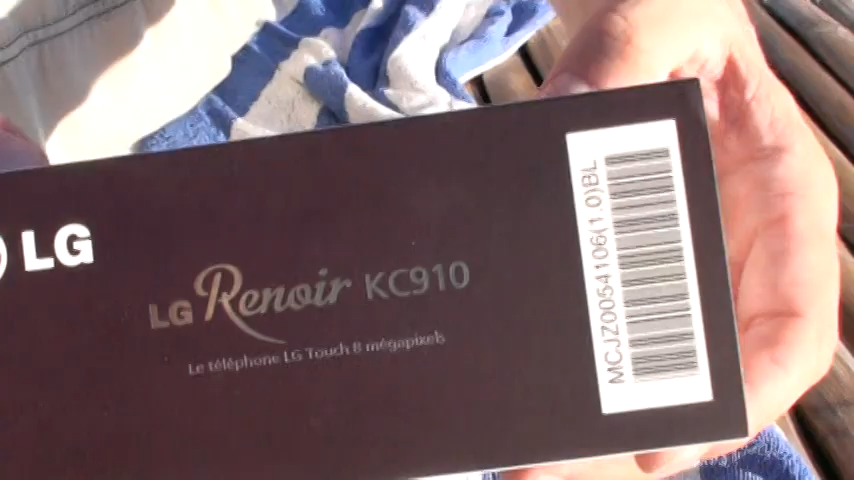 LG
LG Renoir KC910
Le téléphone LG Touch 8 mégapixels
MCJZ0054106(1.0)BL